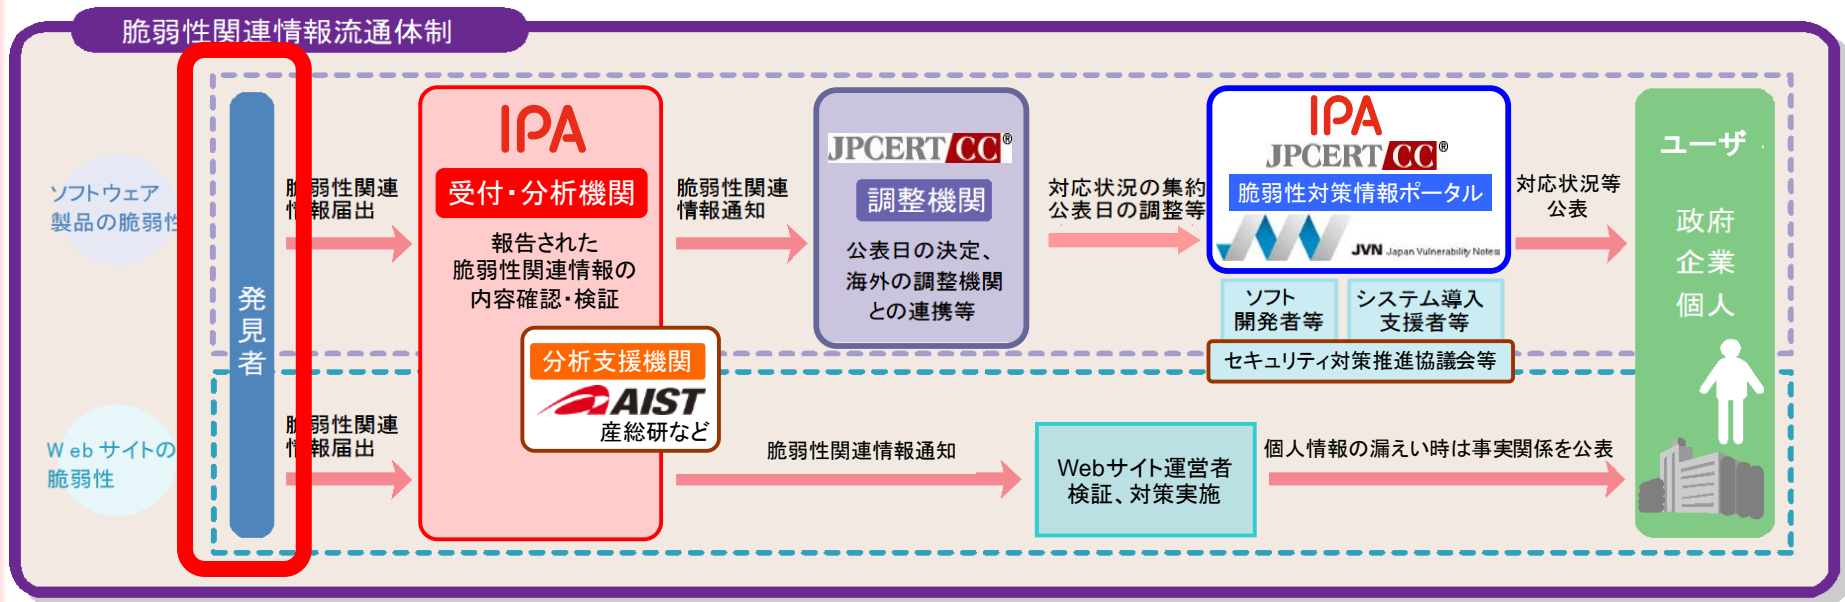 脆弱性関連情報流通体制
ソフトウェア
製品の脆弱性
発見者
脆弱性関連
情報届出
IPA
受付・分析機関
報告された
脆弱性関連情報の
内容確認・検証
分析支援機関
AIST
産総研など
脆弱性関連
情報通知
JPCERT CC®
調整機関
公表日の決定、
海外の調整機関
との連携等
対応状況の集約
公表日の調整等
IPA
JPCERT CC®
脆弱性対策情報ポータル
JVN Japan Vulnerability Notes
ソフト
開発者等
システム導入
支援者等
セキュリティ対策推進協議会等
対応状況等
公表
ユーザ
政府
企業
個人
Webサイトの
脆弱性
脆弱性関連
情報届出
脆弱性関連情報通知
Webサイト運営者
検証、対策実施
個人情報の漏えい時は事実関係を公表